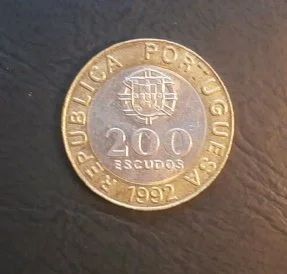 REPUBLICA PORTUGUESA
200
ESCUDOS
1992